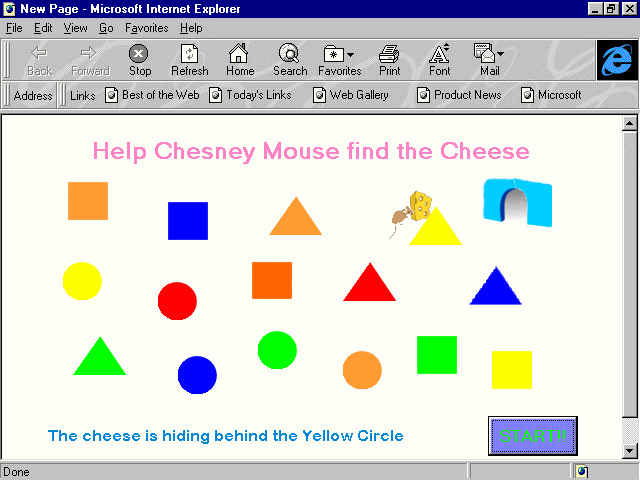 New Page - Microsoft Internet Explorer
File Edit View Go Favorites Help
Back Forward Stop Refresh Home Search Favorites Print Font Mail
Address Links Best of the Web Today's Links Web Gallery Product News Microsoft
Help Chesney Mouse find the Cheese
The cheese is hiding behind the Yellow Circle
START!!
Done